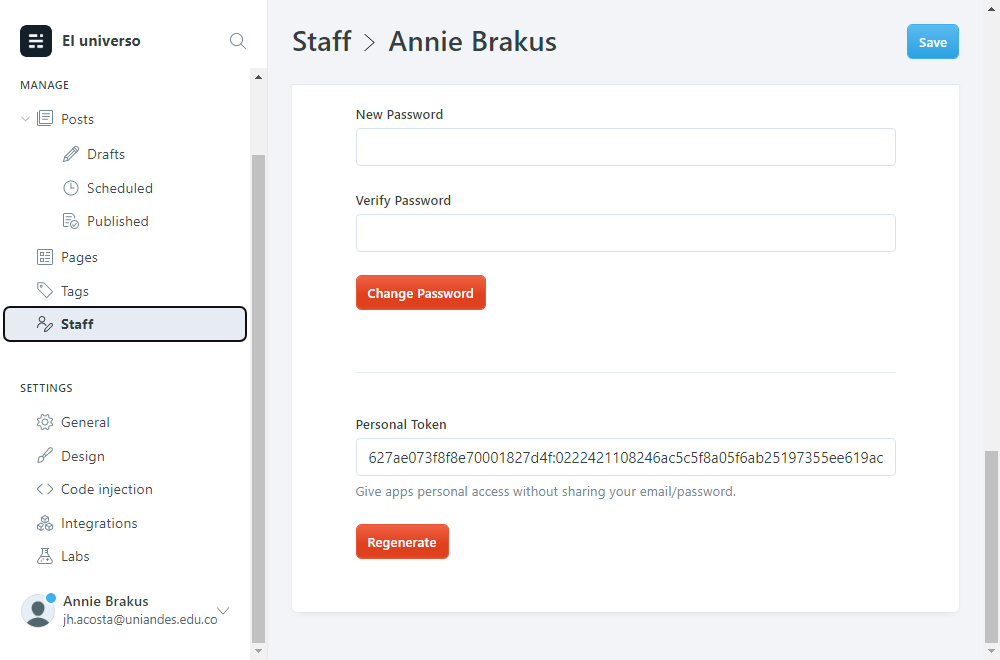 El universo
MANAGE
Posts
Drafts
Scheduled
Published
Pages
Tags
Staff
SETTINGS
General
Design
Code injection
Integrations
Labs
Annie Brakus
jh.acosta@uniandes.edu.co
Staff > Annie Brakus
Save
New Password
Verify Password
Change Password
Personal Token
627ae073f8f8e70001827d4f:0222421108246ac5c5f8a05f6ab25197355ee619ac
Give apps personal access without sharing your email/password.
Regenerate